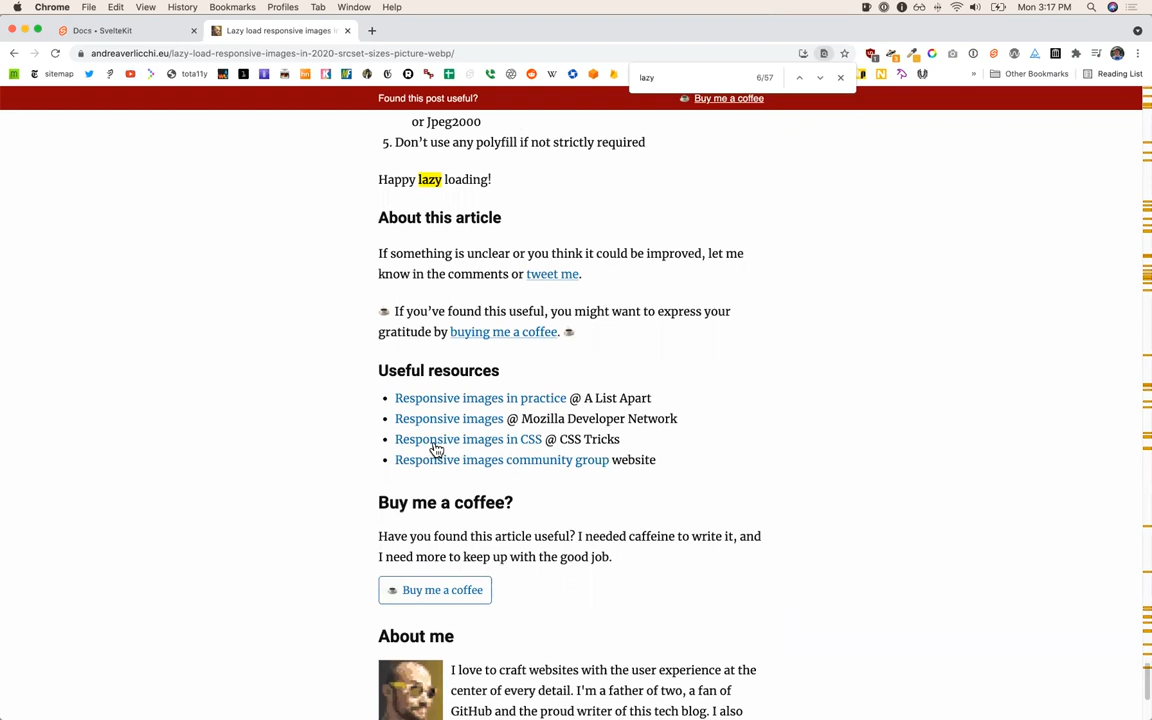 Chrome File Edit View History Bookmarks Profiles Tab Window Help Mon 3:17 PM
Docs • SvelteKit
Lazy load responsive images i
andreaverlicchi.eu/lazy-load-responsive-images-in-2020-srcset-sizes-picture-webp/
sitemap tota11y Other Bookmarks Reading List
lazy 6/57
Found this post useful? Buy me a coffee
or Jpeg2000
5. Don’t use any polyfill if not strictly required
Happy lazy loading!
About this article
If something is unclear or you think it could be improved, let me
know in the comments or tweet me.
If you’ve found this useful, you might want to express your
gratitude by buying me a coffee.
Useful resources
• Responsive images in practice @ A List Apart
• Responsive images @ Mozilla Developer Network
• Responsive images in CSS @ CSS Tricks
• Responsive images community group website
Buy me a coffee?
Have you found this article useful? I needed caffeine to write it, and
I need more to keep up with the good job.
Buy me a coffee
About me
I love to craft websites with the user experience at the
center of every detail. I'm a father of two, a fan of
GitHub and the proud writer of this tech blog. I also